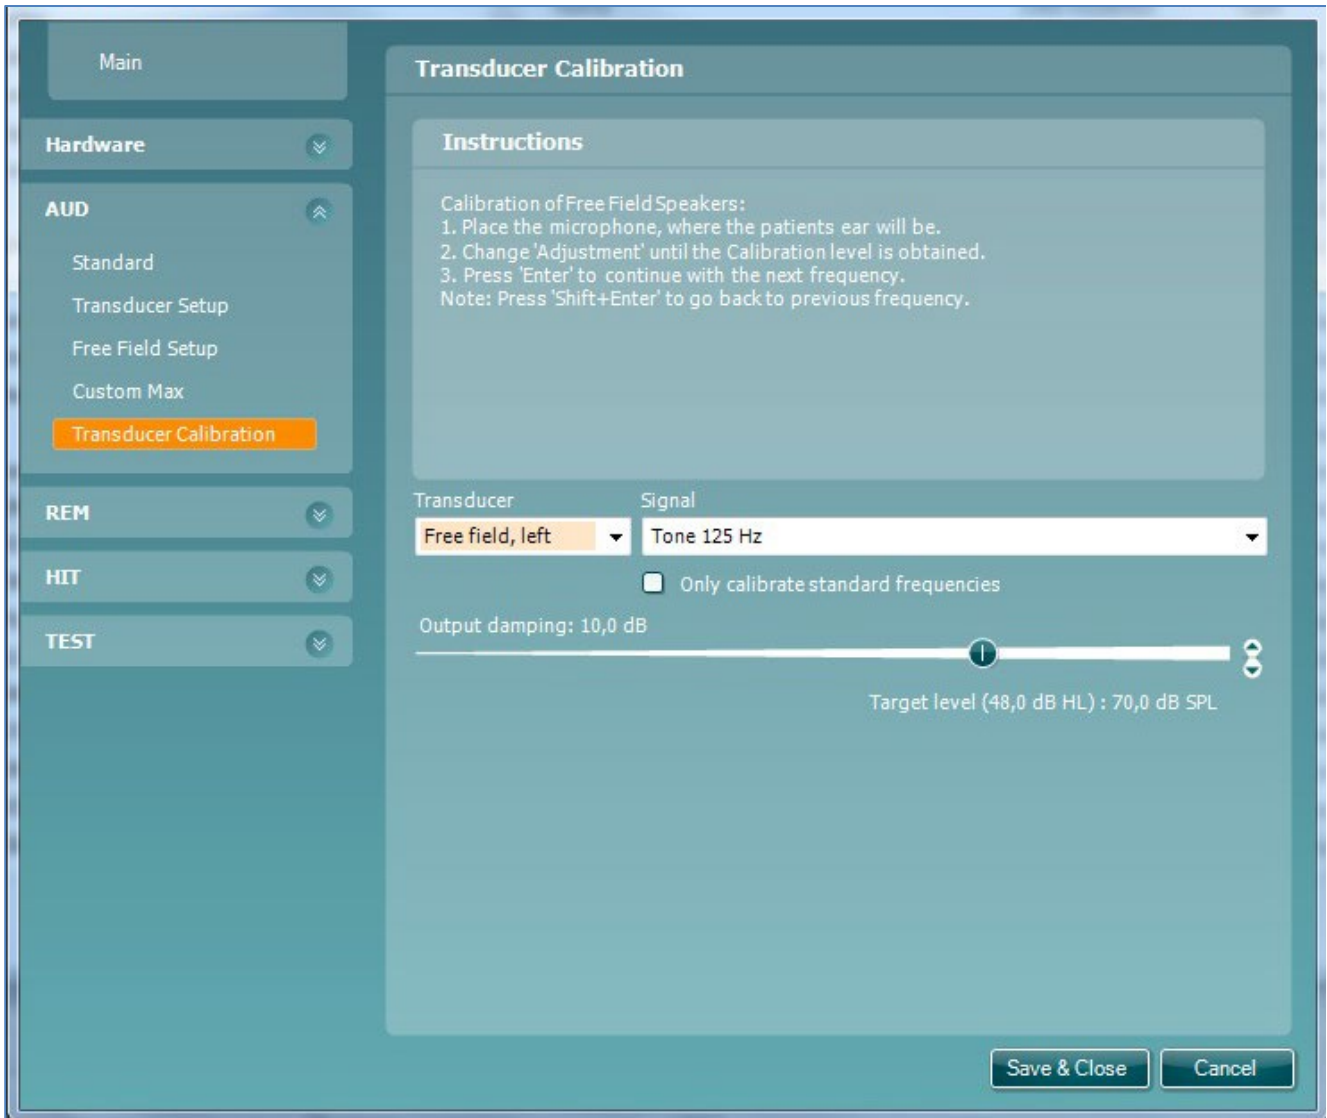 Main
Hardware
AUD
Standard
Transducer Setup
Free Field Setup
Custom Max
Transducer Calibration
REM
HIT
TEST
Transducer Calibration
Instructions
Calibration of Free Field Speakers:
1. Place the microphone, where the patients ear will be.
2. Change 'Adjustment' until the Calibration level is obtained.
3. Press 'Enter' to continue with the next frequency.
Note: Press 'Shift+Enter' to go back to previous frequency.
Transducer Signal
Free field, left Tone 125 Hz
Only calibrate standard frequencies
Output damping: 10,0 dB
Target level (48,0 dB HL) : 70,0 dB SPL
Save & Close Cancel